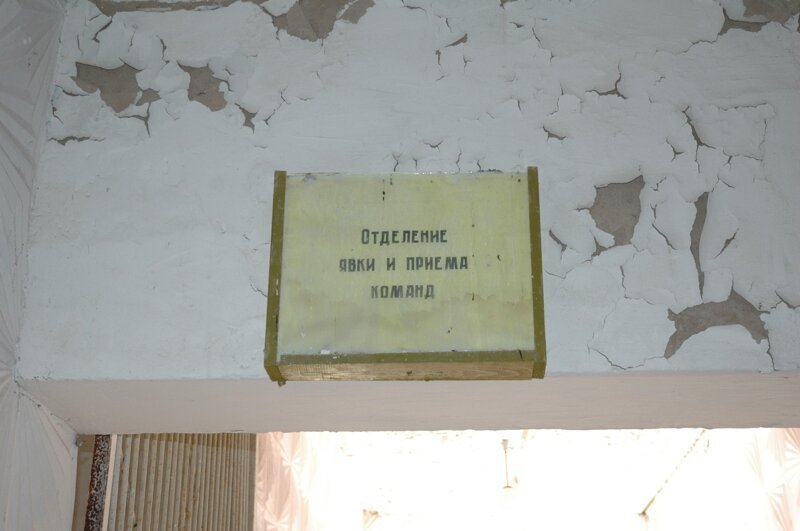 Отделение
явки и приема
команд